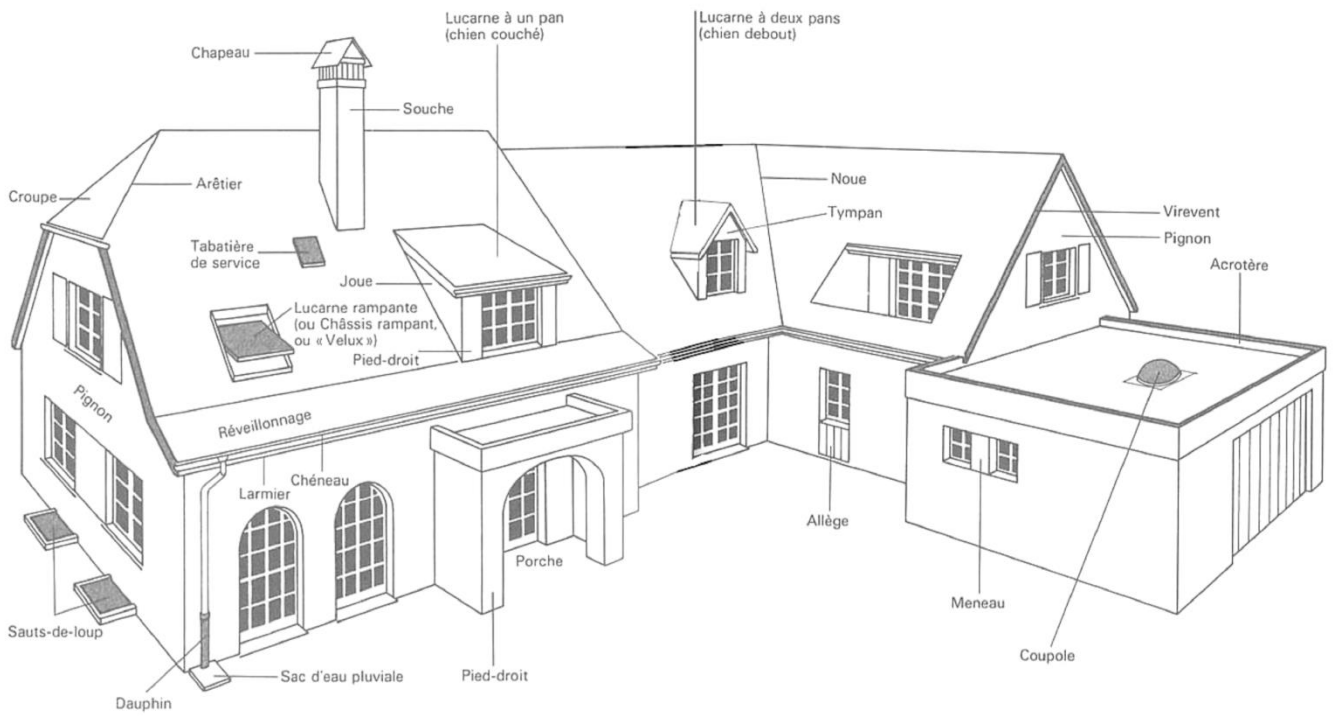 Lucarne à un pan
(chien couché)
Lucarne à deux pans
(chien debout)
Chapeau
Souche
Croupe
Arêtier
Noue
Tympan
Virevent
Pignon
Acrotère
Tabatière
de service
Joue
Lucarne rampante
(ou Châssis rampant,
ou « Velux »)
Pied-droit
Pignon
Réveillonnage
Chéneau
Larmier
Porche
Allège
Meneau
Coupole
Sauts-de-loup
Sac d'eau pluviale
Pied-droit
Dauphin